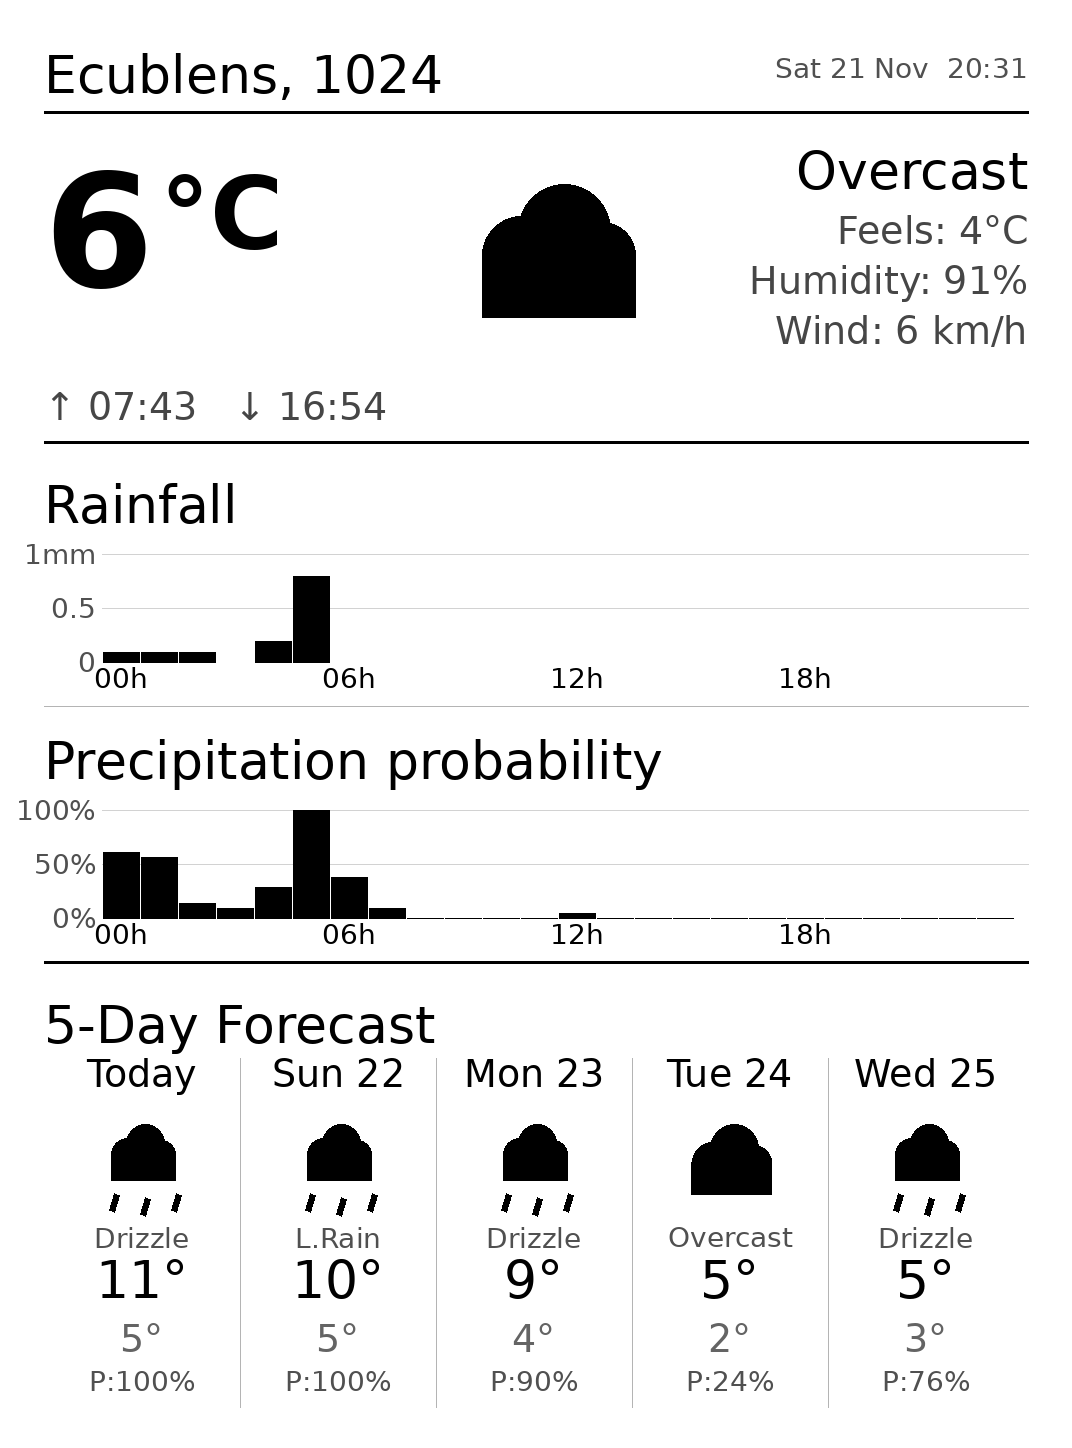 Ecublens, 1024
Sat 21 Nov 20:31
6°C
Overcast
Feels: 4°C
Humidity: 91%
Wind: 6 km/h
↑ 07:43 ↓ 16:54
Rainfall
1mm
0.5
0
00h 06h 12h 18h
Precipitation probability
100%
50%
0%
00h 06h 12h 18h
5-Day Forecast
Today Sun 22 Mon 23 Tue 24 Wed 25
Drizzle L.Rain Drizzle Overcast Drizzle
11° 10° 9° 5° 5°
5° 5° 4° 2° 3°
P:100% P:100% P:90% P:24% P:76%